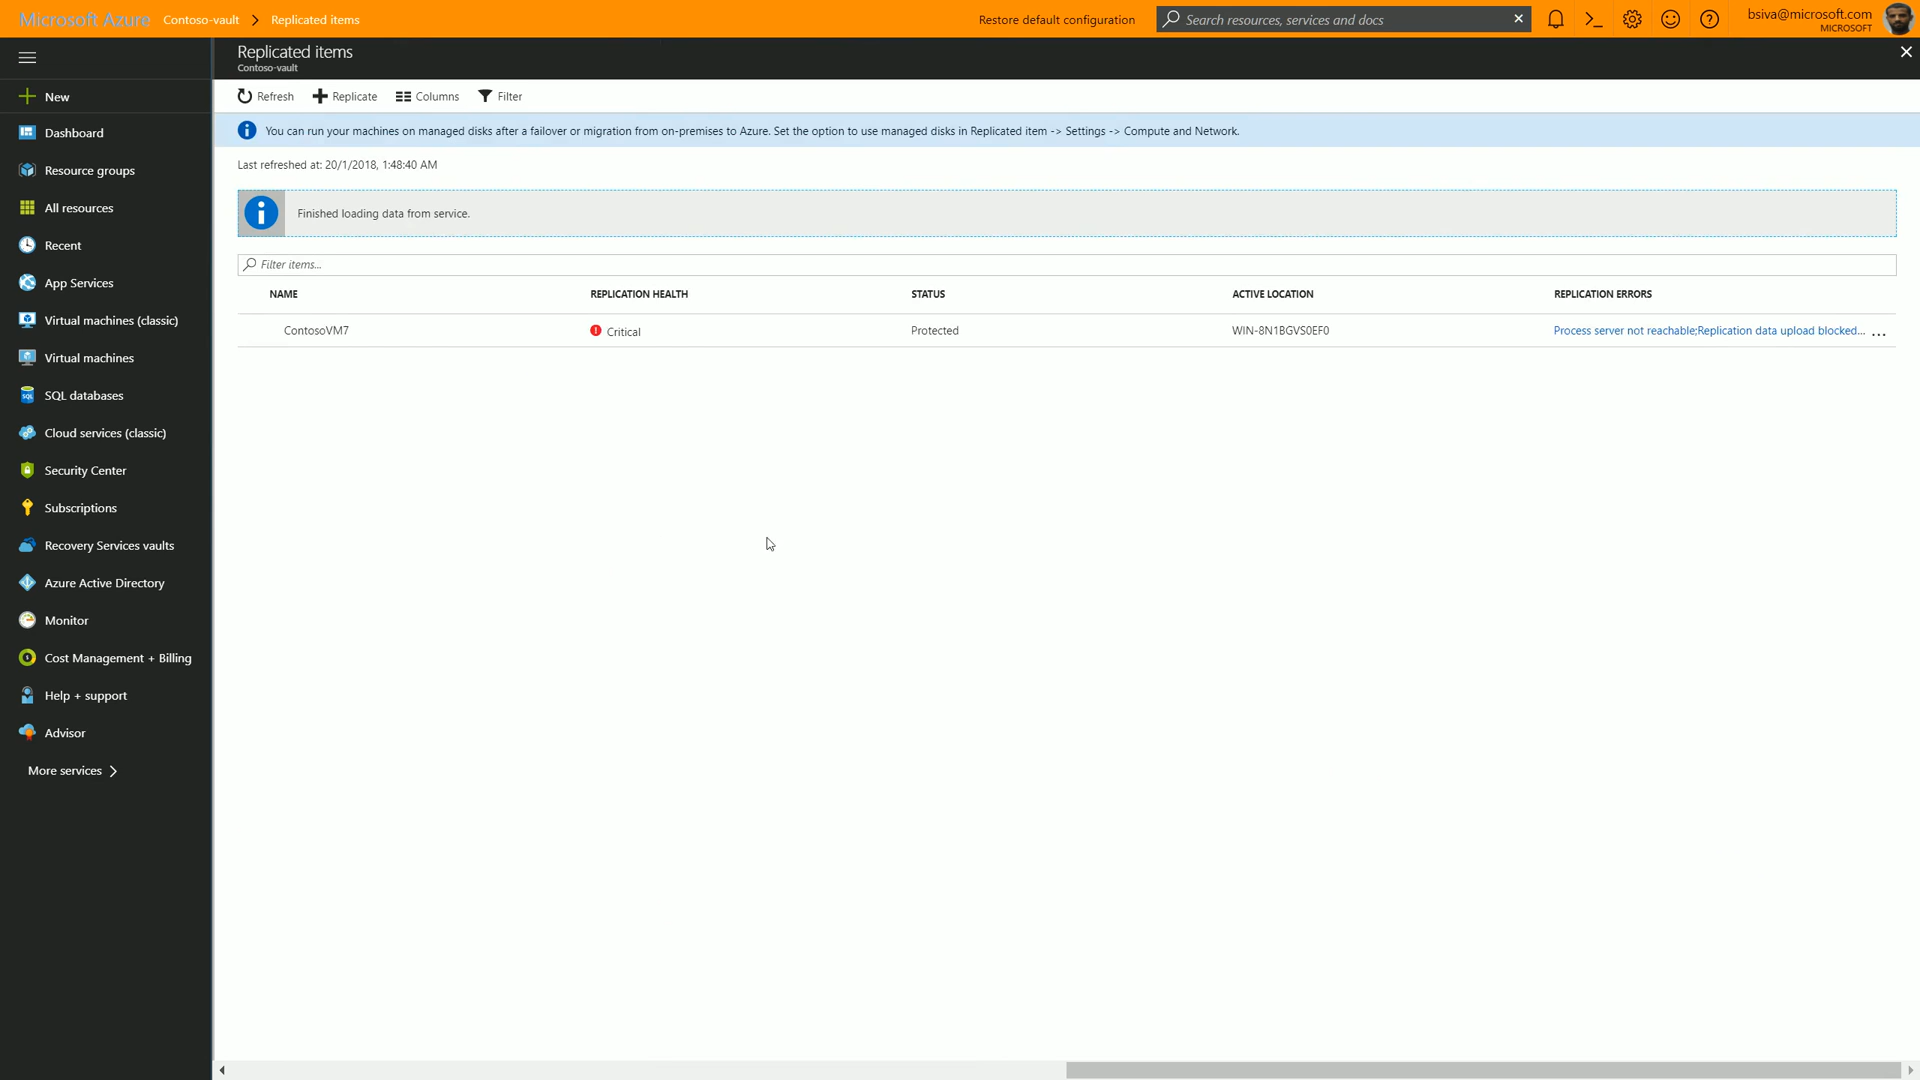 Microsoft Azure Contoso-vault > Replicated items
Restore default configuration
Search resources, services and docs
bsiva@microsoft.com
MICROSOFT
Replicated items
Contoso-vault
New
Dashboard
Resource groups
All resources
Recent
App Services
Virtual machines (classic)
Virtual machines
SQL databases
Cloud services (classic)
Security Center
Subscriptions
Recovery Services vaults
Azure Active Directory
Monitor
Cost Management + Billing
Help + support
Advisor
More services >
Refresh Replicate Columns Filter
You can run your machines on managed disks after a failover or migration from on-premises to Azure. Set the option to use managed disks in Replicated item -> Settings -> Compute and Network.
Last refreshed at: 20/1/2018, 1:48:40 AM
Finished loading data from service.
Filter items...
NAME REPLICATION HEALTH STATUS ACTIVE LOCATION REPLICATION ERRORS
ContosoVM7 Critical Protected WIN-8N1BGVS0EF0 Process server not reachable;Replication data upload blocked... ...